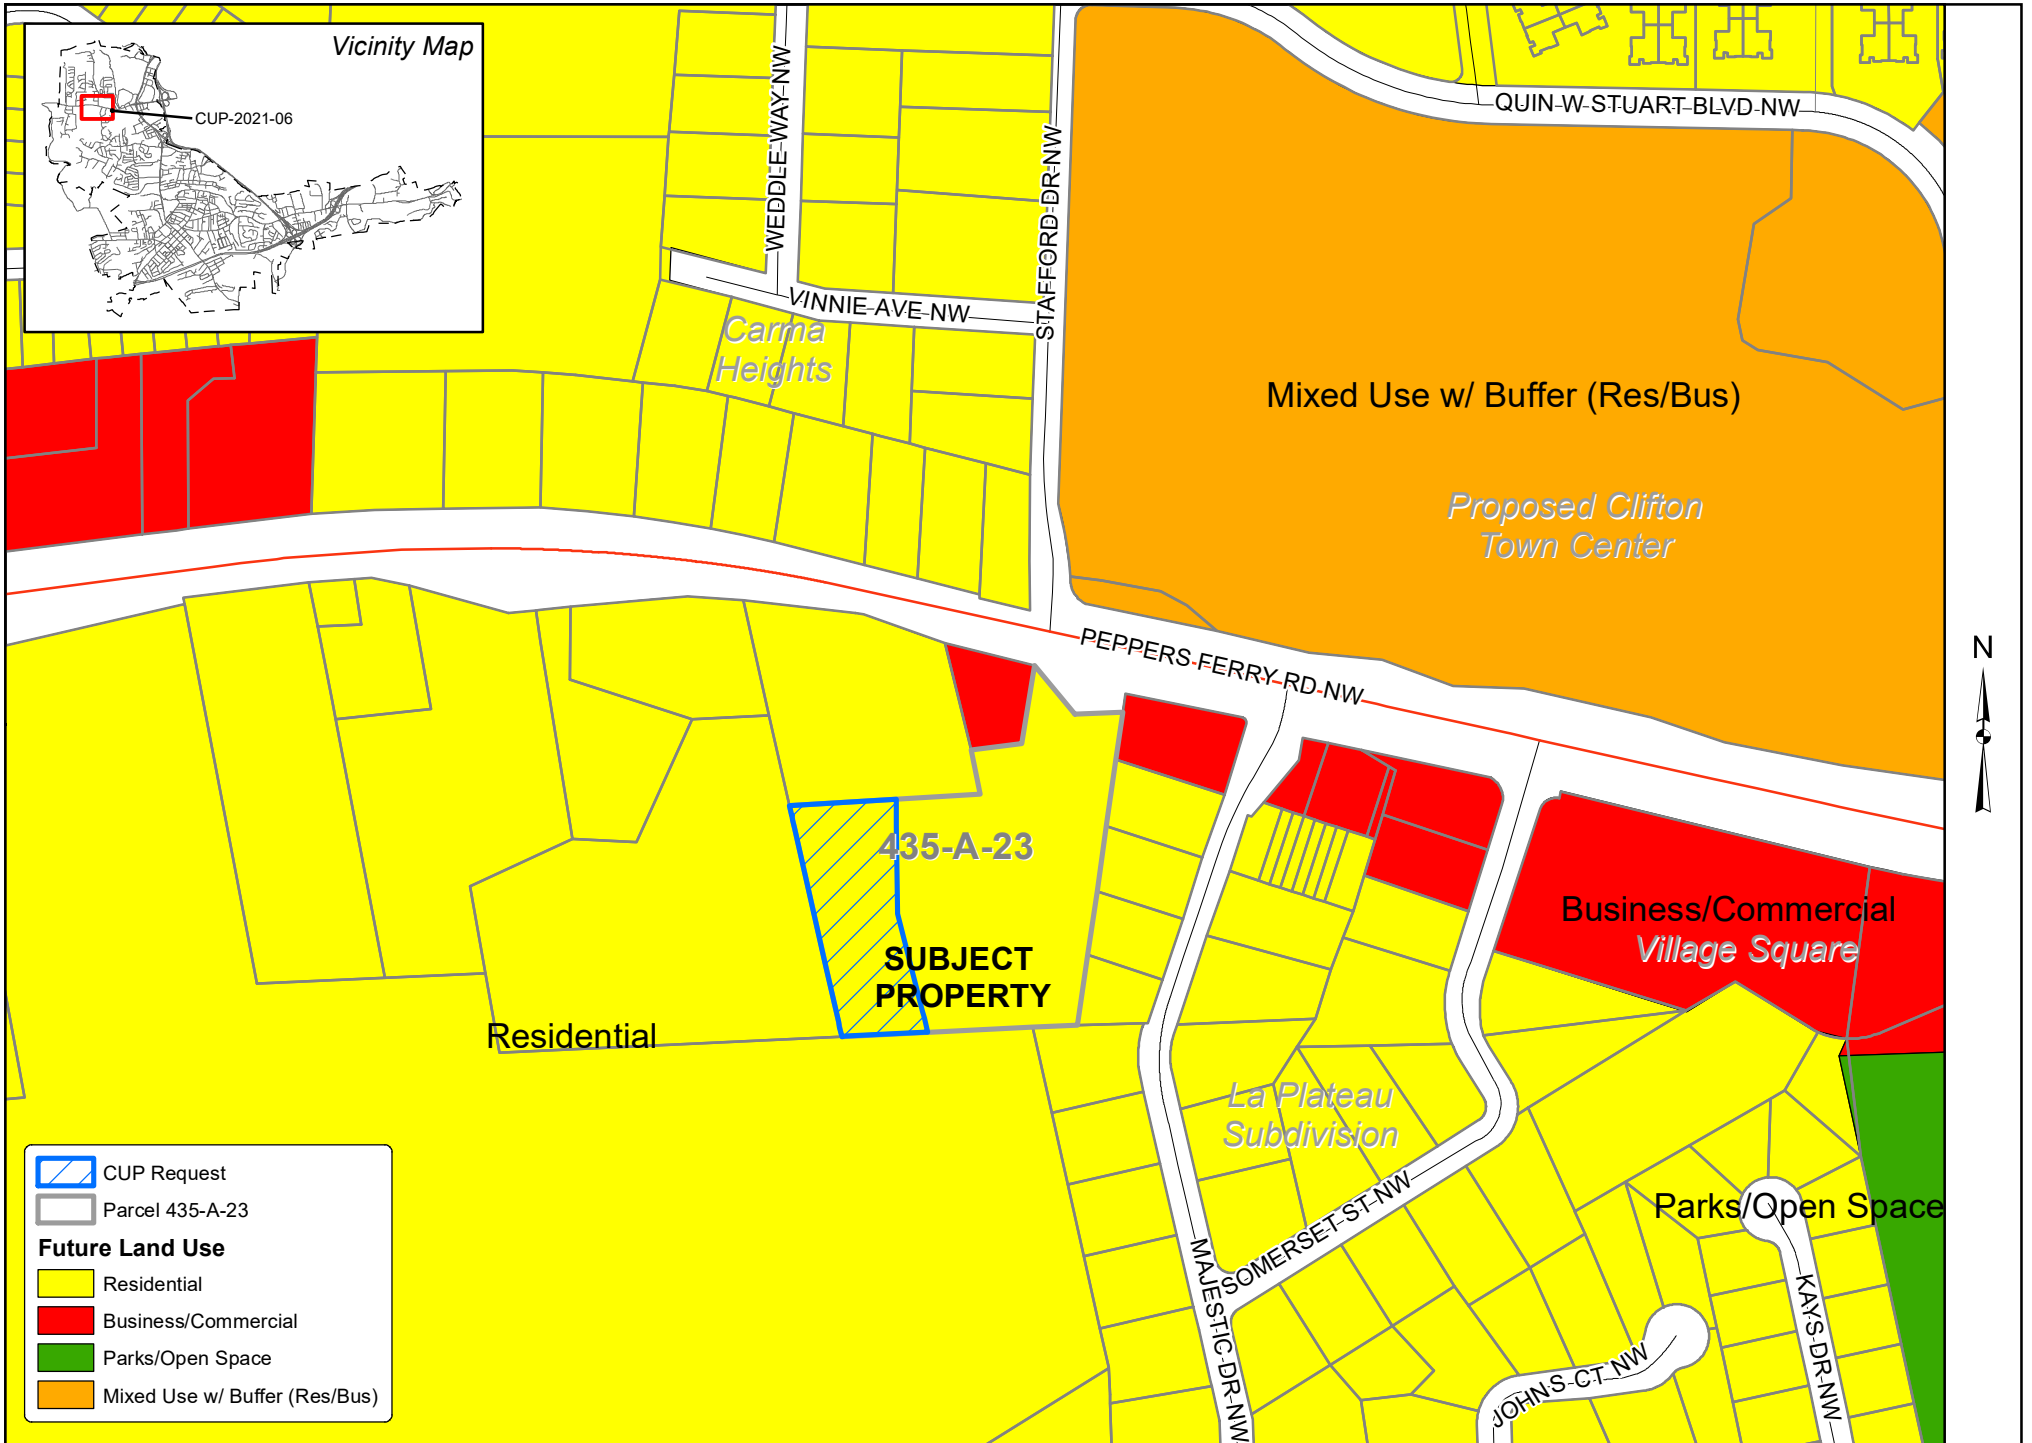 Vicinity Map
CUP-2021-06
WEDDLE WAY NW
STAFFORD DR NW
QUIN W STUART BLVD NW
VINNIE AVE NW
Carma
Heights
Mixed Use w/ Buffer (Res/Bus)
Proposed Clifton
Town Center
PEPPERS FERRY RD NW
N
435-A-23
SUBJECT
PROPERTY
Business/Commercial
Village Square
Residential
La Plateau
Subdivision
Parks/Open Space
SOMERSET ST NW
MAJESTIC DR NW
JOHNS CT NW
KAYS DR NW
CUP Request
Parcel 435-A-23
Future Land Use
Residential
Business/Commercial
Parks/Open Space
Mixed Use w/ Buffer (Res/Bus)